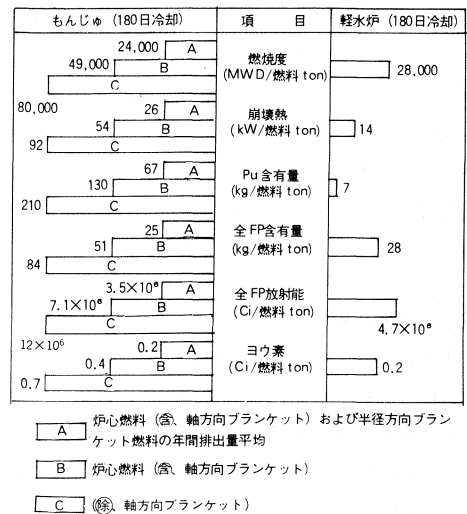 もんじゅ(180日冷却) 項 目 軽水炉(180日冷却)
24,000 A
49,000 B
C
80,000
燃焼度
(MWD/燃料 ton)
28,000
26 A
54 B
92 C
崩壊熱
(kW/燃料 ton)
14
67 A
130 B
210 C
Pu 含有量
(kg/燃料 ton)
7
25 A
51 B
84 C
全FP含有量
(kg/燃料 ton)
28
3.5×10⁶ A
7.1×10⁶ B
C
12×10⁶
全FP放射能
(Ci/燃料 ton)
4.7×10⁶
0.2 A
0.4 B
0.7 C
ヨウ素
(Ci/燃料 ton)
0.2
A 炉心燃料(含、軸方向ブランケット)および半径方向ブラン
ケット燃料の年間排出量平均
B 炉心燃料(含、軸方向ブランケット)
C (除、軸方向ブランケット)